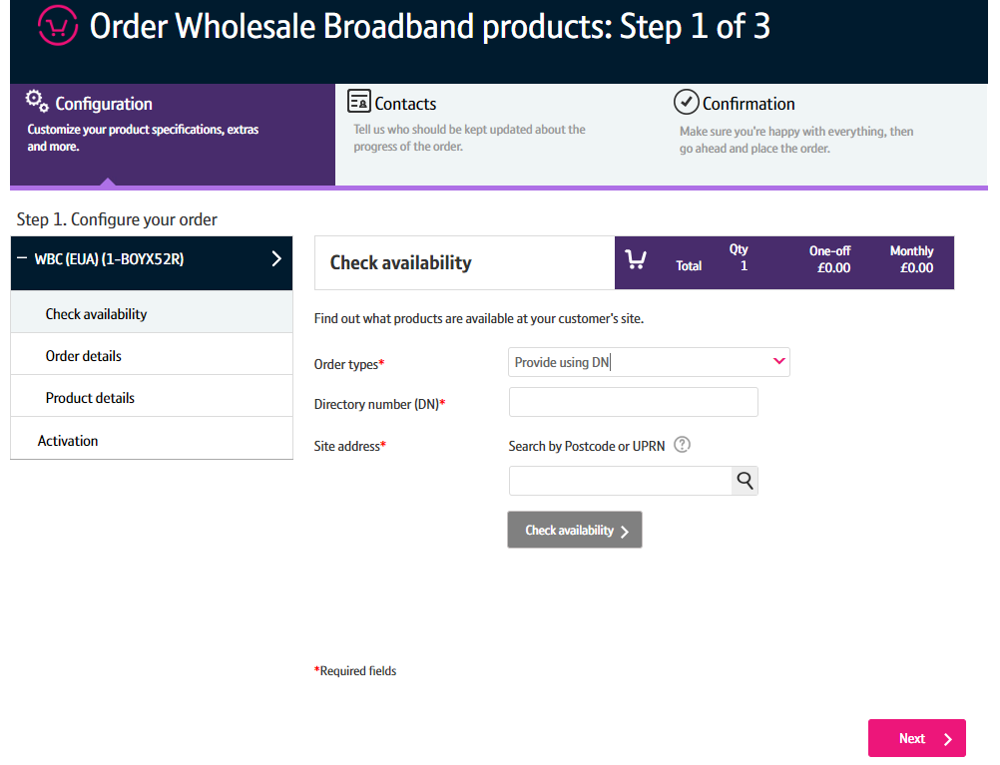 Order Wholesale Broadband products: Step 1 of 3
Configuration
Customize your product specifications, extras
and more.
Contacts
Tell us who should be kept updated about the
progress of the order.
Confirmation
Make sure you're happy with everything, then
go ahead and place the order.
Step 1. Configure your order
WBC (EUA) (1-BOYX52R)
Check availability
Order details
Product details
Activation
Check availability
Total
Qty
1
One-off
£0.00
Monthly
£0.00
Find out what products are available at your customer's site.
Order types*
Provide using DN
Directory number (DN)*
Site address*
Search by Postcode or UPRN ?
Check availability
*Required fields
Next